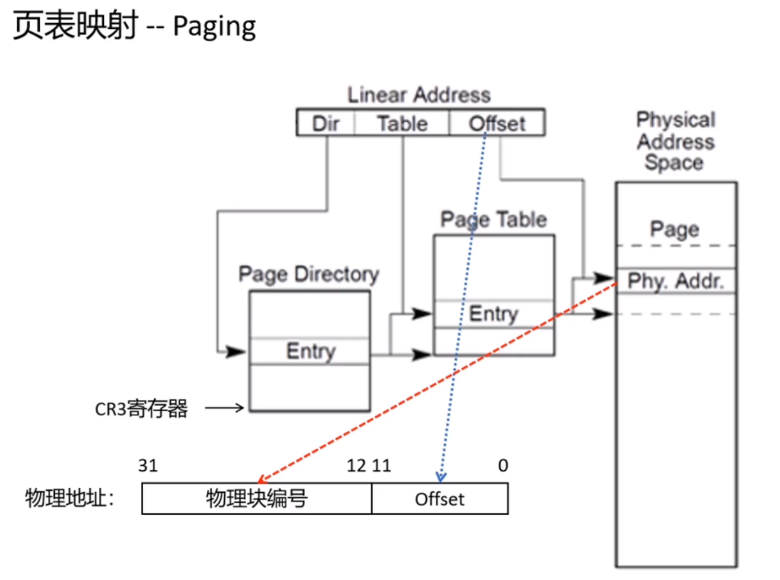 页表映射 -- Paging
Linear Address
Dir Table Offset
Physical
Address
Space
Page Table
Page
Page Directory
Phy. Addr.
Entry
Entry
CR3寄存器
31 12 11 0
物理地址： 物理块编号 Offset